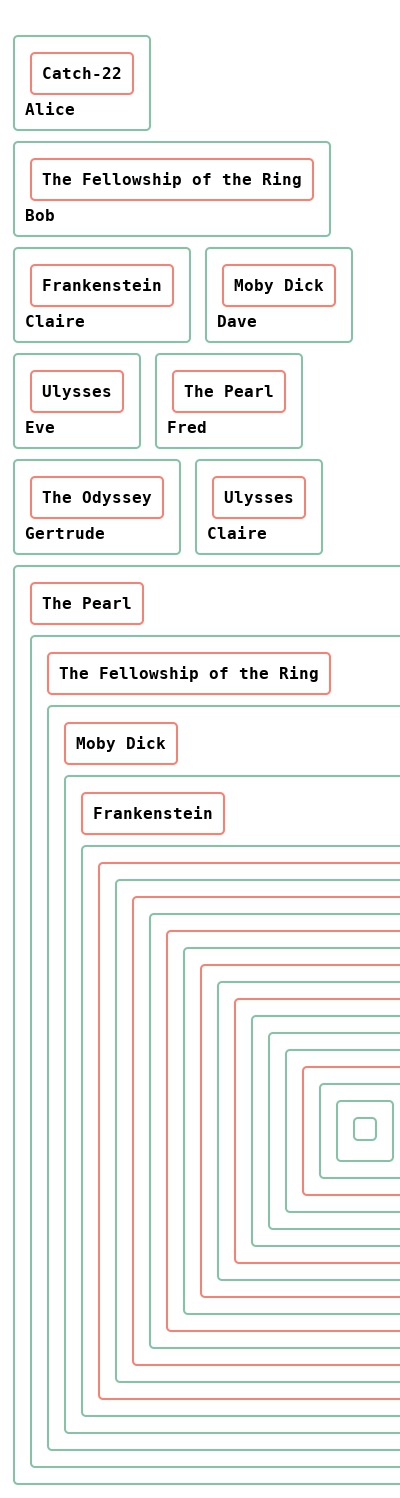 Catch-22
Alice
The Fellowship of the Ring
Bob
Frankenstein
Moby Dick
Claire
Dave
Ulysses
The Pearl
Eve
Fred
The Odyssey
Ulysses
Gertrude
Claire
The Pearl
The Fellowship of the Ring
Moby Dick
Frankenstein